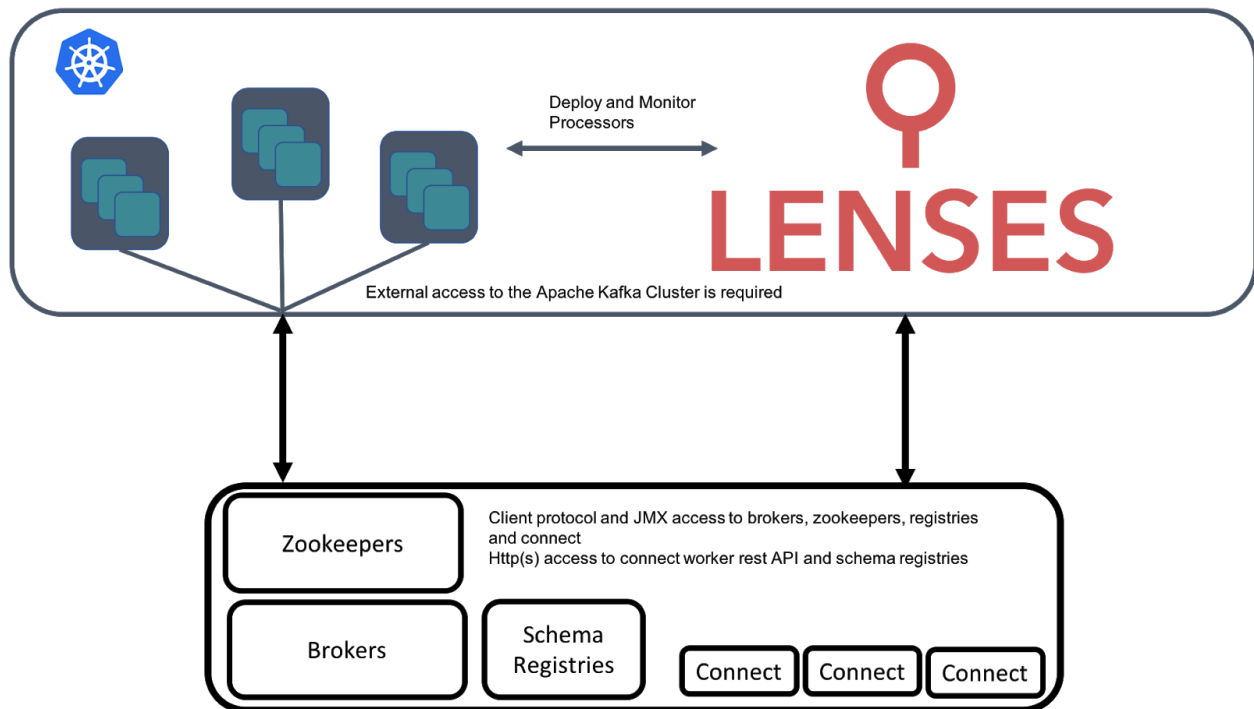 Deploy and Monitor
Processors
LENSES
External access to the Apache Kafka Cluster is required
Zookeepers
Client protocol and JMX access to brokers, zookeepers, registries
and connect
Http(s) access to connect worker rest API and schema registries
Brokers
Schema
Registries
Connect
Connect
Connect